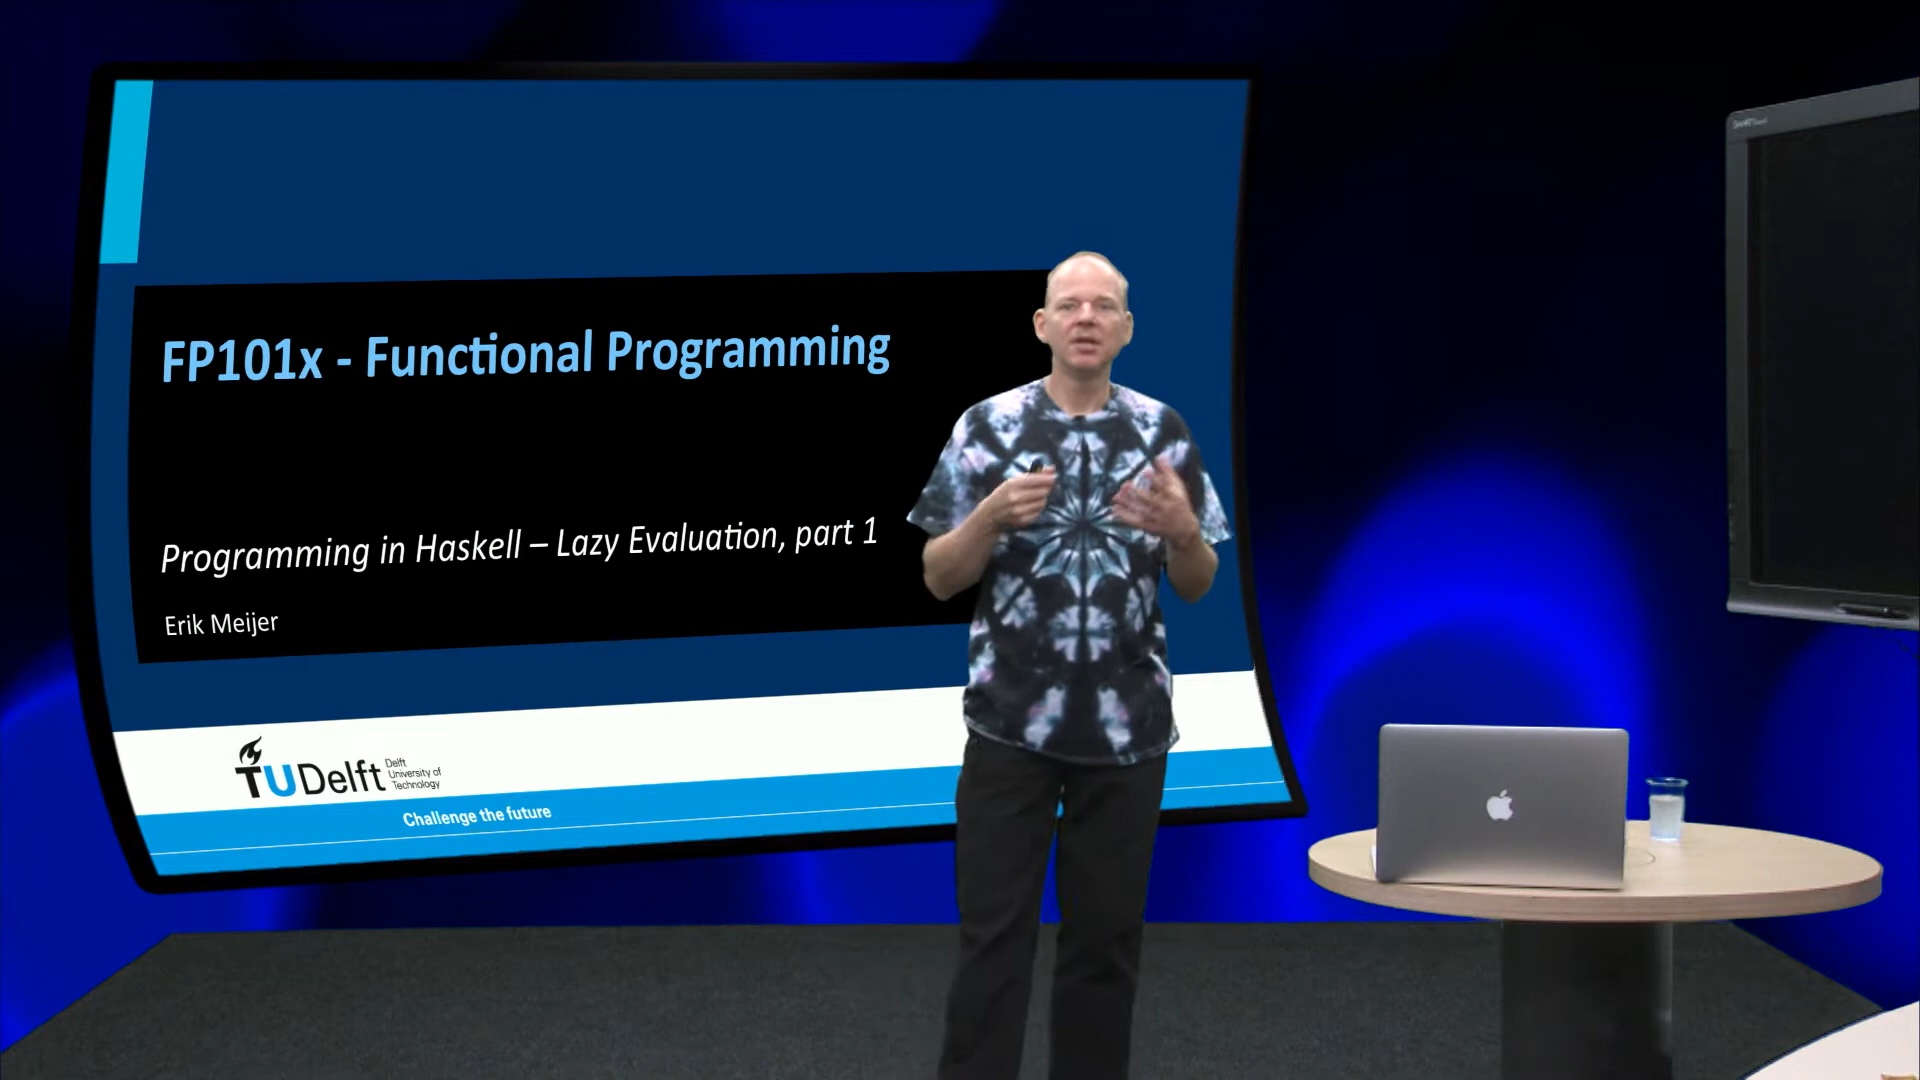 FP101x - Functional Programming
Programming in Haskell – Lazy Evaluation, part 1
Erik Meijer
TUDelft
Delft
University of
Technology
Challenge the future